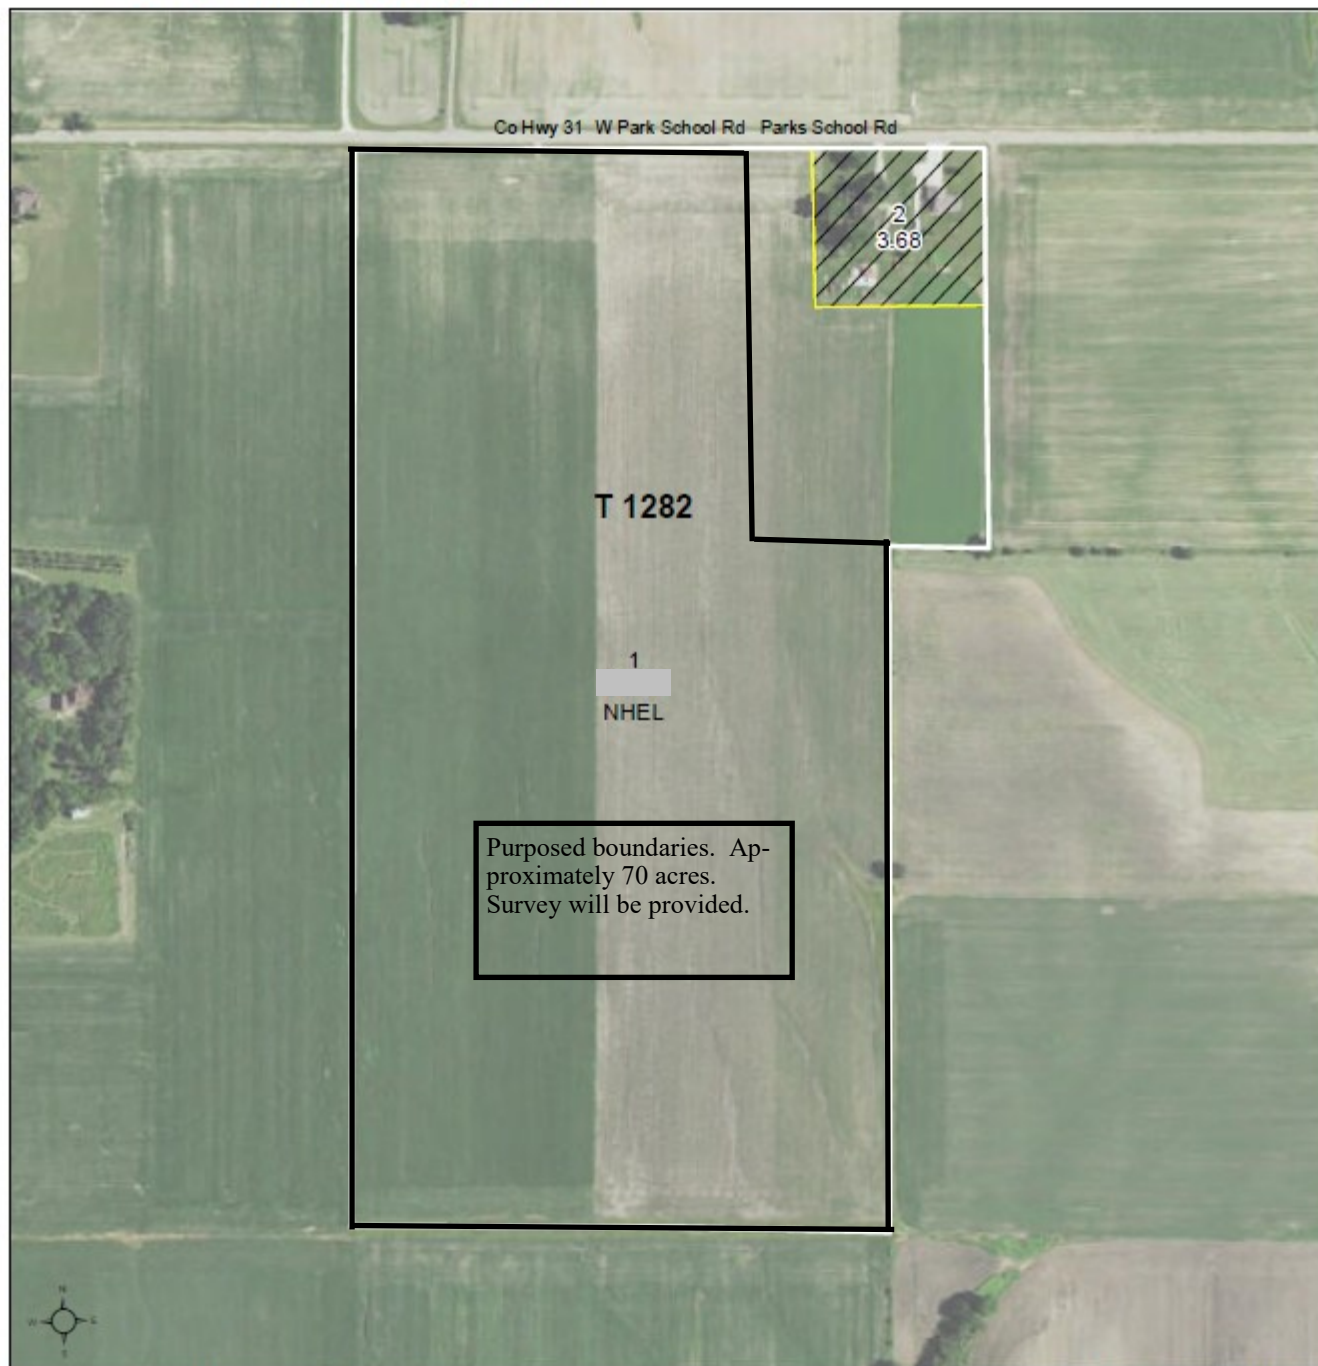 Co Hwy 31 W Park School Rd Parks School Rd
2
3.68
T 1282
1
NHEL
Purposed boundaries. Ap-
proximately 70 acres.
Survey will be provided.
N
W E
S